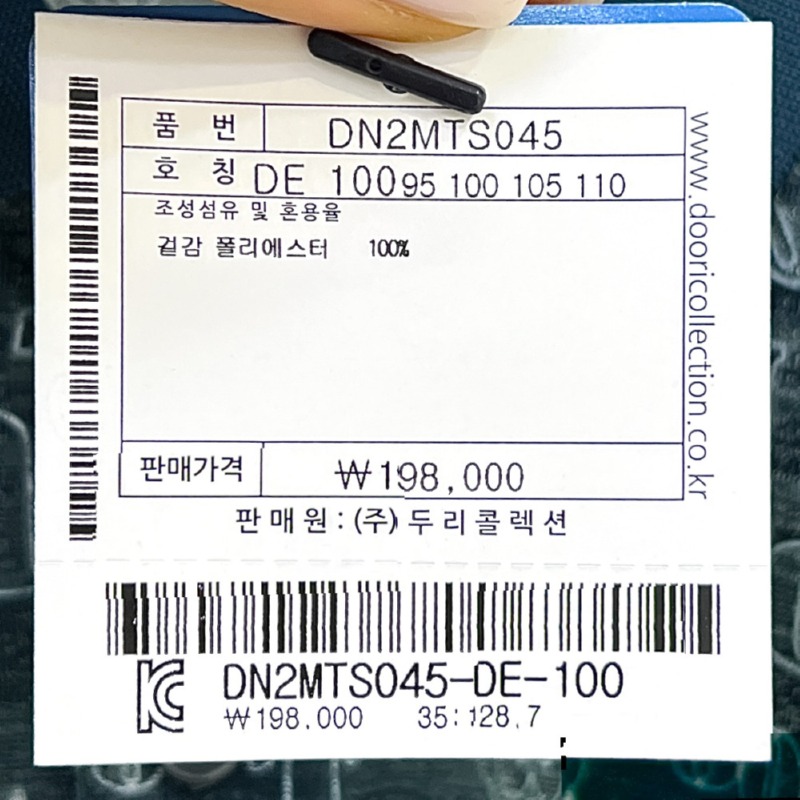 품 번 DN2MTS045
호 칭 DE 100 95 100 105 110
조성섬유 및 혼용율
겉감 폴리에스터 100%
판매가격 ₩198,000
판매원 : (주) 두리콜렉션
www.dooricollection.co.kr
KC DN2MTS045-DE-100
₩198.000 35:128.7